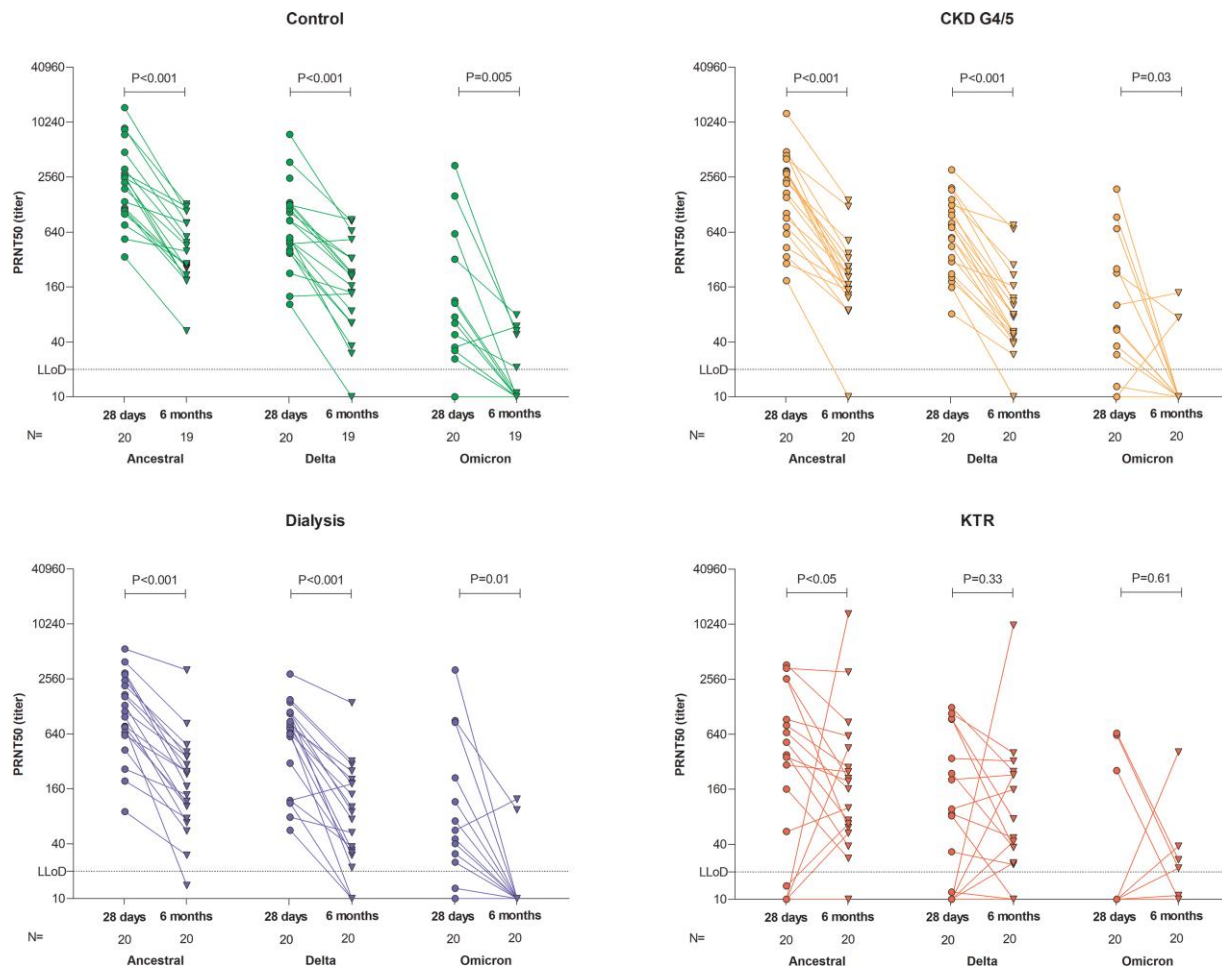 Control
PRNT50 (titer)
40960
10240
2560
640
160
40
LLoD
10
P<0.001
P<0.001
P=0.005
28 days 6 months 28 days 6 months 28 days 6 months
N= 20 19 20 19 20 19
Ancestral Delta Omicron
CKD G4/5
PRNT50 (titer)
40960
10240
2560
640
160
40
LLoD
10
P<0.001
P<0.001
P=0.03
28 days 6 months 28 days 6 months 28 days 6 months
N= 20 20 20 20 20 20
Ancestral Delta Omicron
Dialysis
PRNT50 (titer)
40960
10240
2560
640
160
40
LLoD
10
P<0.001
P<0.001
P=0.01
28 days 6 months 28 days 6 months 28 days 6 months
N= 20 20 20 20 20 20
Ancestral Delta Omicron
KTR
PRNT50 (titer)
40960
10240
2560
640
160
40
LLoD
10
P<0.05
P=0.33
P=0.61
28 days 6 months 28 days 6 months 28 days 6 months
N= 20 20 20 20 20 20
Ancestral Delta Omicron